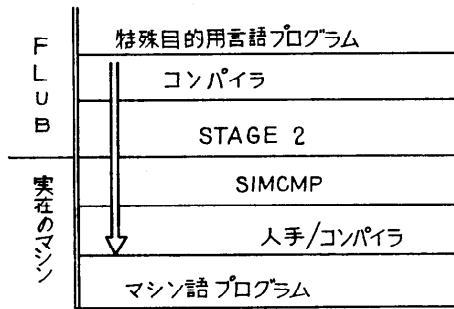 特殊目的用言語プログラム
コンパイラ
STAGE 2
SIMCMP
人手/コンパイラ
マシン語プログラム
FLUB
実在のマシン